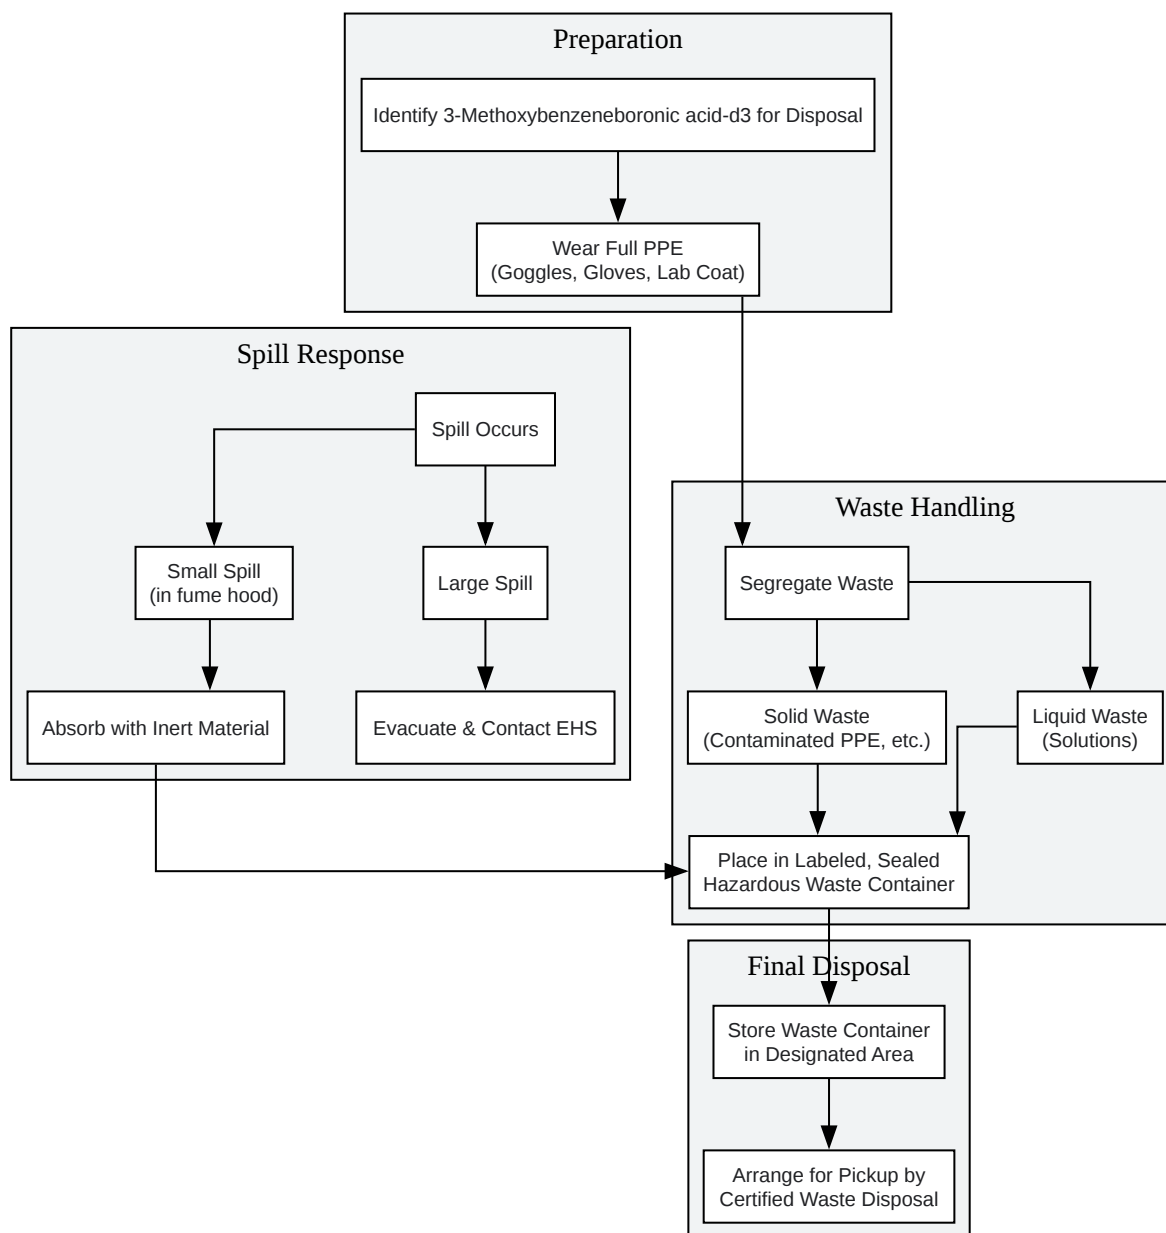 Preparation
Identify 3-Methoxybenzeneboronic acid-d3 for Disposal
Wear Full PPE
(Goggles, Gloves, Lab Coat)
Spill Response
Spill Occurs
Small Spill
(in fume hood)
Large Spill
Absorb with Inert Material
Evacuate & Contact EHS
Waste Handling
Segregate Waste
Solid Waste
(Contaminated PPE, etc.)
Liquid Waste
(Solutions)
Place in Labeled, Sealed
Hazardous Waste Container
Final Disposal
Store Waste Container
in Designated Area
Arrange for Pickup by
Certified Waste Disposal